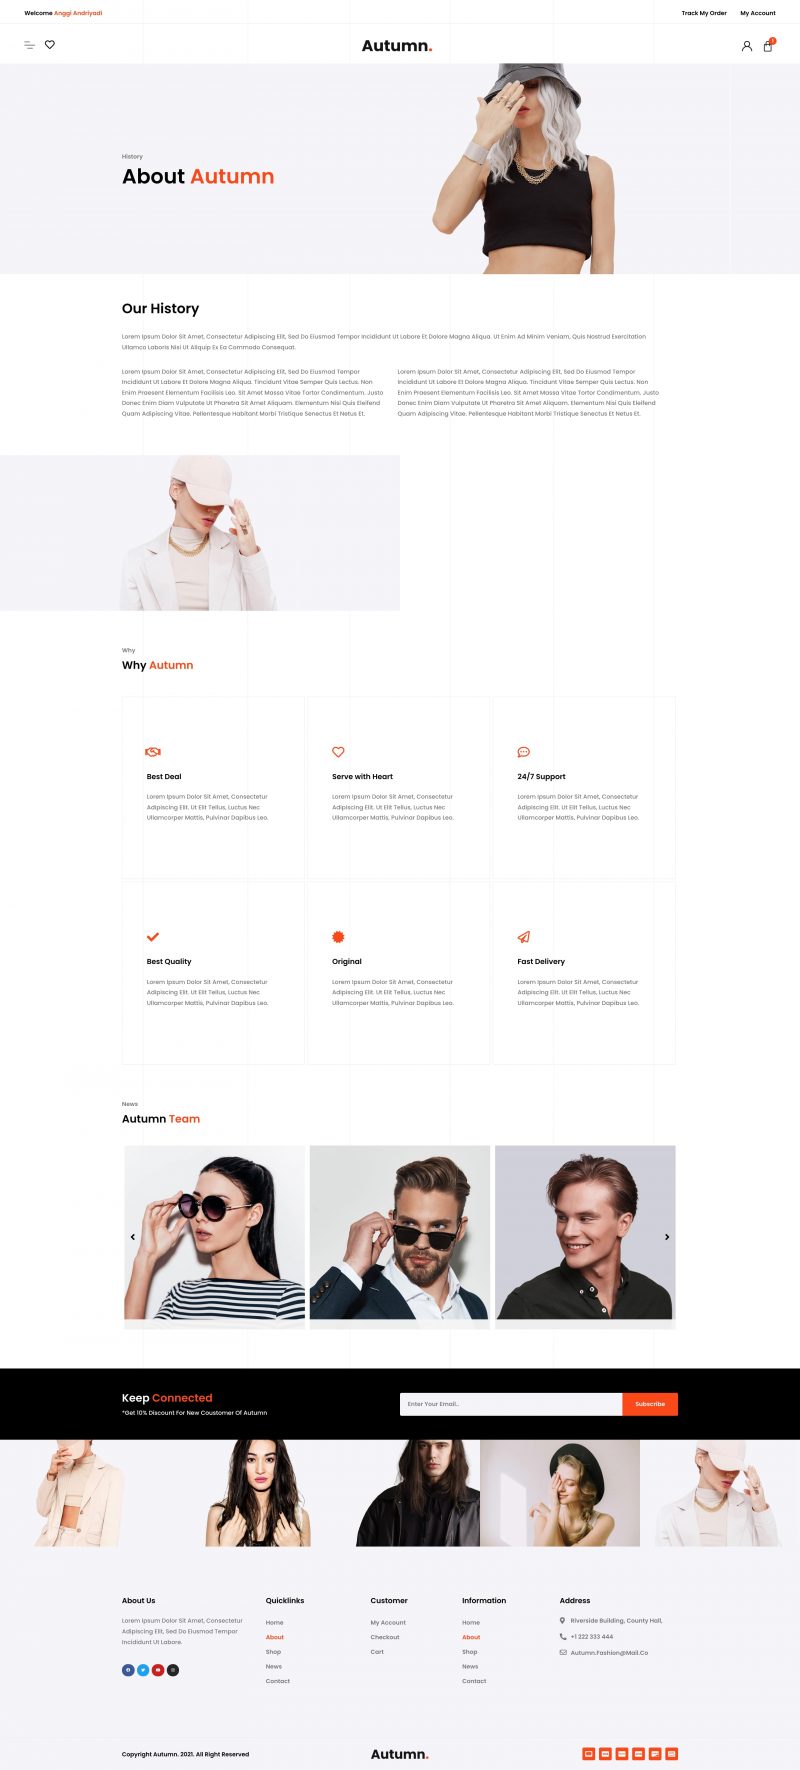 Welcome Anggi Andriyadi
Track My Order
My Account
Autumn.
History
About Autumn
Our History
Lorem Ipsum Dolor Sit Amet, Consectetur Adipiscing Elit, Sed Do Eiusmod Tempor Incididunt Ut Labore Et Dolore Magna Aliqua. Ut Enim Ad Minim Veniam, Quis Nostrud Exercitation
Ullamco Laboris Nisi Ut Aliquip Ex Ea Commodo Consequat.
Lorem Ipsum Dolor Sit Amet, Consectetur Adipiscing Elit, Sed Do Eiusmod Tempor
Incididunt Ut Labore Et Dolore Magna Aliqua. Tincidunt Vitae Semper Quis Lectus. Non
Enim Praesent Elementum Facilisis Leo. Sit Amet Massa Vitae Tortor Condimentum. Justo
Donec Enim Diam Vulputate Ut Pharetra Sit Amet Aliquam. Elementum Nisi Quis Eleifend
Quam Adipiscing Vitae. Pellentesque Habitant Morbi Tristique Senectus Et Netus Et.
Lorem Ipsum Dolor Sit Amet, Consectetur Adipiscing Elit, Sed Do Eiusmod Tempor
Incididunt Ut Labore Et Dolore Magna Aliqua. Tincidunt Vitae Semper Quis Lectus. Non
Enim Praesent Elementum Facilisis Leo. Sit Amet Massa Vitae Tortor Condimentum. Justo
Donec Enim Diam Vulputate Ut Pharetra Sit Amet Aliquam. Elementum Nisi Quis Eleifend
Quam Adipiscing Vitae. Pellentesque Habitant Morbi Tristique Senectus Et Netus Et.
Why
Why Autumn
Best Deal
Lorem Ipsum Dolor Sit Amet, Consectetur
Adipiscing Elit. Ut Elit Tellus, Luctus Nec
Ullamcorper Mattis, Pulvinar Dapibus Leo.
Serve with Heart
Lorem Ipsum Dolor Sit Amet, Consectetur
Adipiscing Elit. Ut Elit Tellus, Luctus Nec
Ullamcorper Mattis, Pulvinar Dapibus Leo.
24/7 Support
Lorem Ipsum Dolor Sit Amet, Consectetur
Adipiscing Elit. Ut Elit Tellus, Luctus Nec
Ullamcorper Mattis, Pulvinar Dapibus Leo.
Best Quality
Lorem Ipsum Dolor Sit Amet, Consectetur
Adipiscing Elit. Ut Elit Tellus, Luctus Nec
Ullamcorper Mattis, Pulvinar Dapibus Leo.
Original
Lorem Ipsum Dolor Sit Amet, Consectetur
Adipiscing Elit. Ut Elit Tellus, Luctus Nec
Ullamcorper Mattis, Pulvinar Dapibus Leo.
Fast Delivery
Lorem Ipsum Dolor Sit Amet, Consectetur
Adipiscing Elit. Ut Elit Tellus, Luctus Nec
Ullamcorper Mattis, Pulvinar Dapibus Leo.
News
Autumn Team
Keep Connected
*Get 10% Discount For New Coustomer Of Autumn
Enter Your Email..
Subscribe
About Us
Lorem Ipsum Dolor Sit Amet, Consectetur
Adipiscing Elit, Sed Do Eiusmod Tempor
Incididunt Ut Labore.
Quicklinks
Home
About
Shop
News
Contact
Customer
My Account
Checkout
Cart
Information
Home
About
Shop
News
Contact
Address
Riverside Building, County Hall,
+1 222 333 444
Autumn.Fashion@Mail.Co
Copyright Autumn. 2021. All Right Reserved
Autumn.